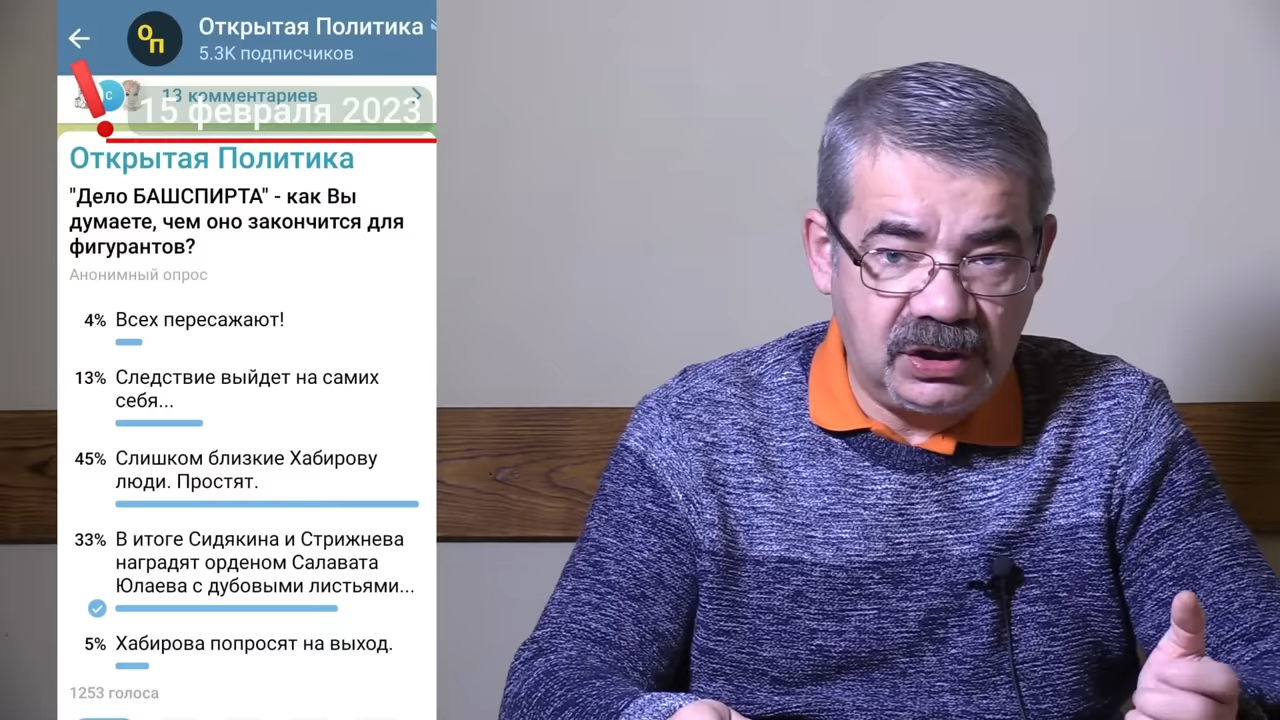 ОП
Открытая Политика
5.3K подписчиков
С
13 комментариев
15 февраля 2023
Открытая Политика
"Дело БАШСПИРТА" - как Вы
думаете, чем оно закончится для
фигурантов?
Анонимный опрос
4% Всех пересажают!
13% Следствие выйдет на самих
себя...
45% Слишком близкие Хабирову
люди. Простят.
33% В итоге Сидякина и Стрижнева
наградят орденом Салавата
Юлаева с дубовыми листьями...
5% Хабирова попросят на выход.
1253 голоса